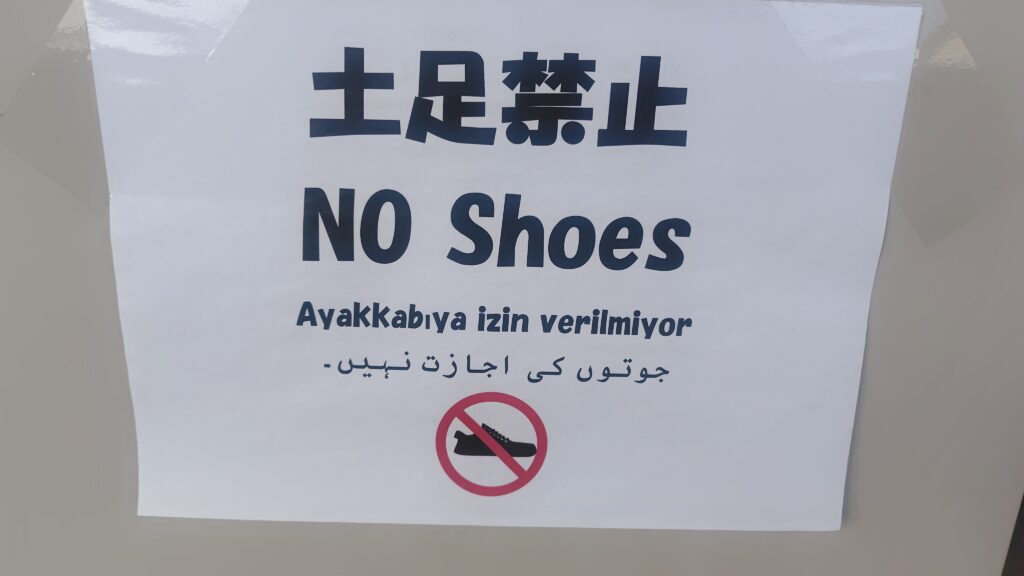 土足禁止
NO Shoes
Ayakkabıya izin verilmiyor
جوتوں کی اجازت نہیں۔